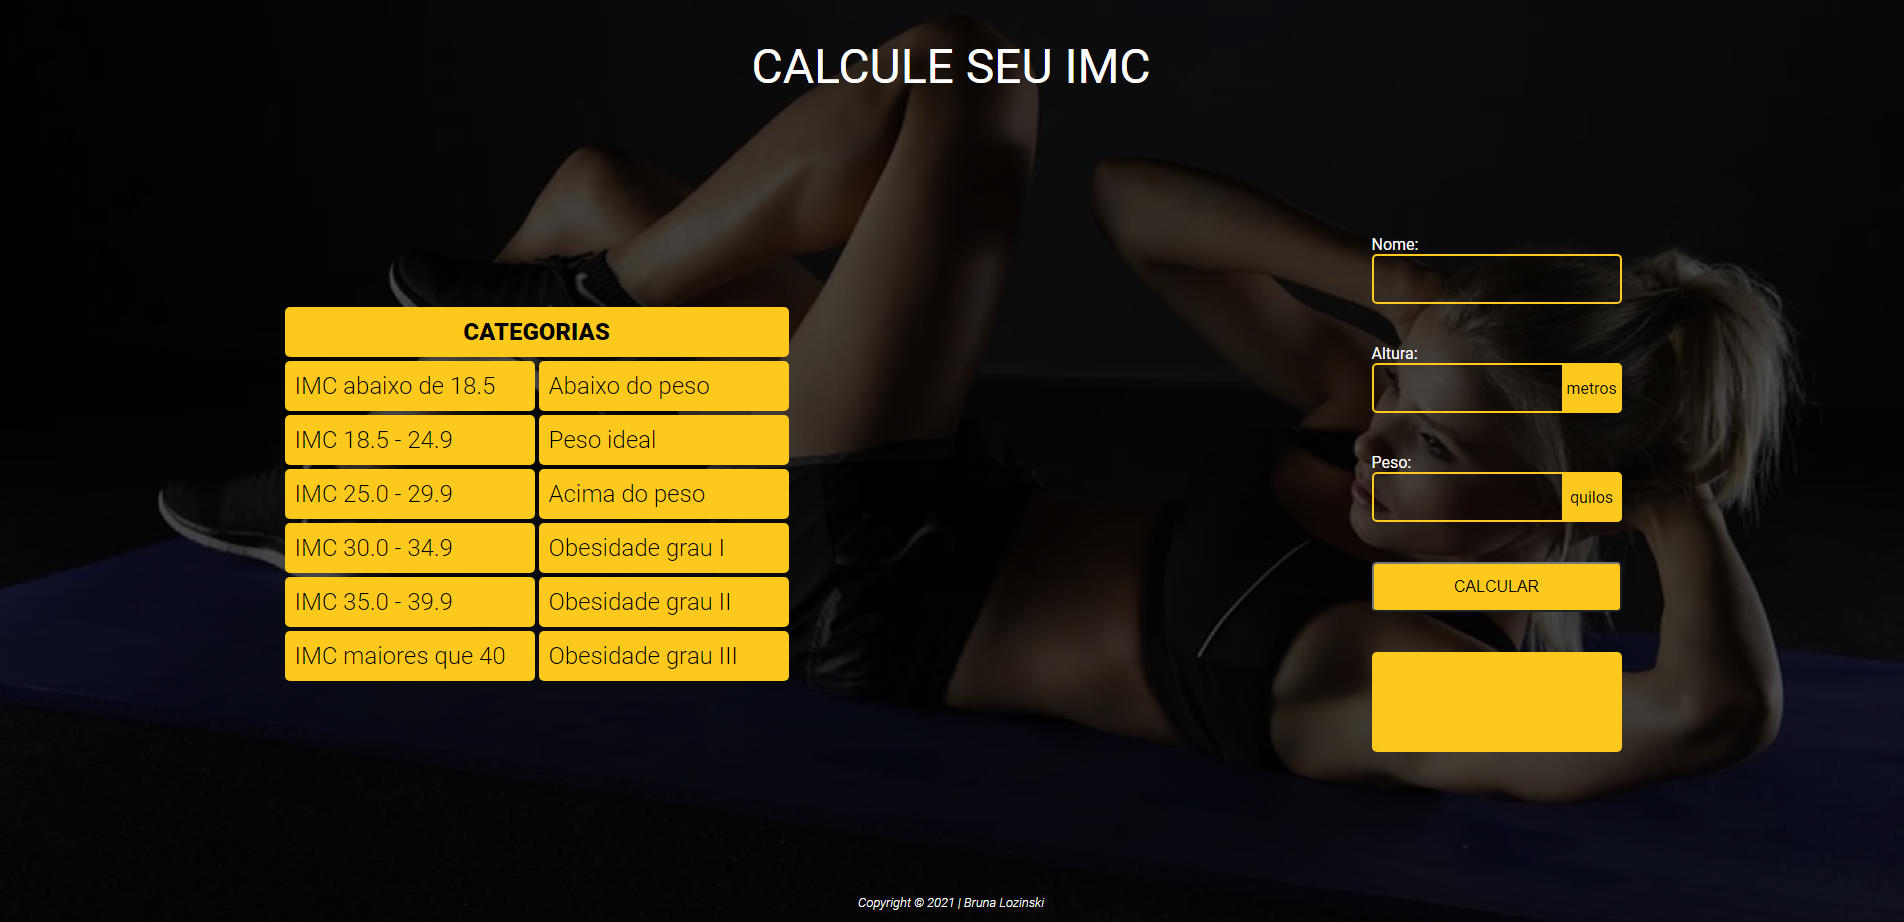 CALCULE SEU IMC
CATEGORIAS
IMC abaixo de 18.5 Abaixo do peso
IMC 18.5 - 24.9 Peso ideal
IMC 25.0 - 29.9 Acima do peso
IMC 30.0 - 34.9 Obesidade grau I
IMC 35.0 - 39.9 Obesidade grau II
IMC maiores que 40 Obesidade grau III
Nome:
Altura:
metros
Peso:
quilos
CALCULAR
Copyright © 2021 | Bruna Lozinski